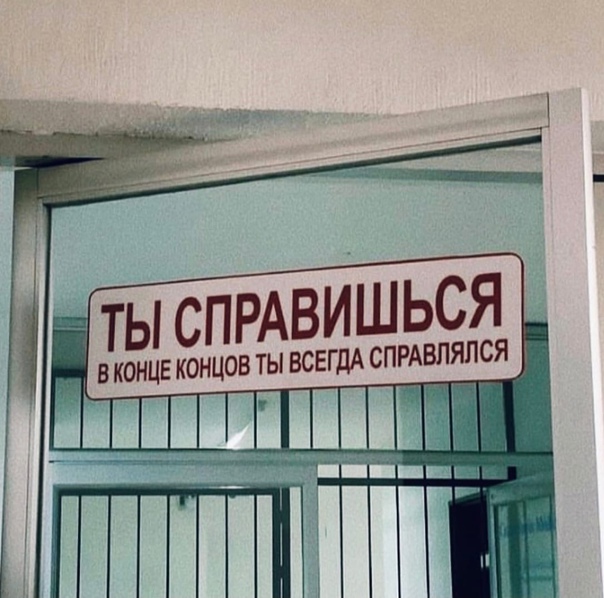 ТЫ СПРАВИШЬСЯ
В КОНЦЕ КОНЦОВ ТЫ ВСЕГДА СПРАВЛЯЛСЯ